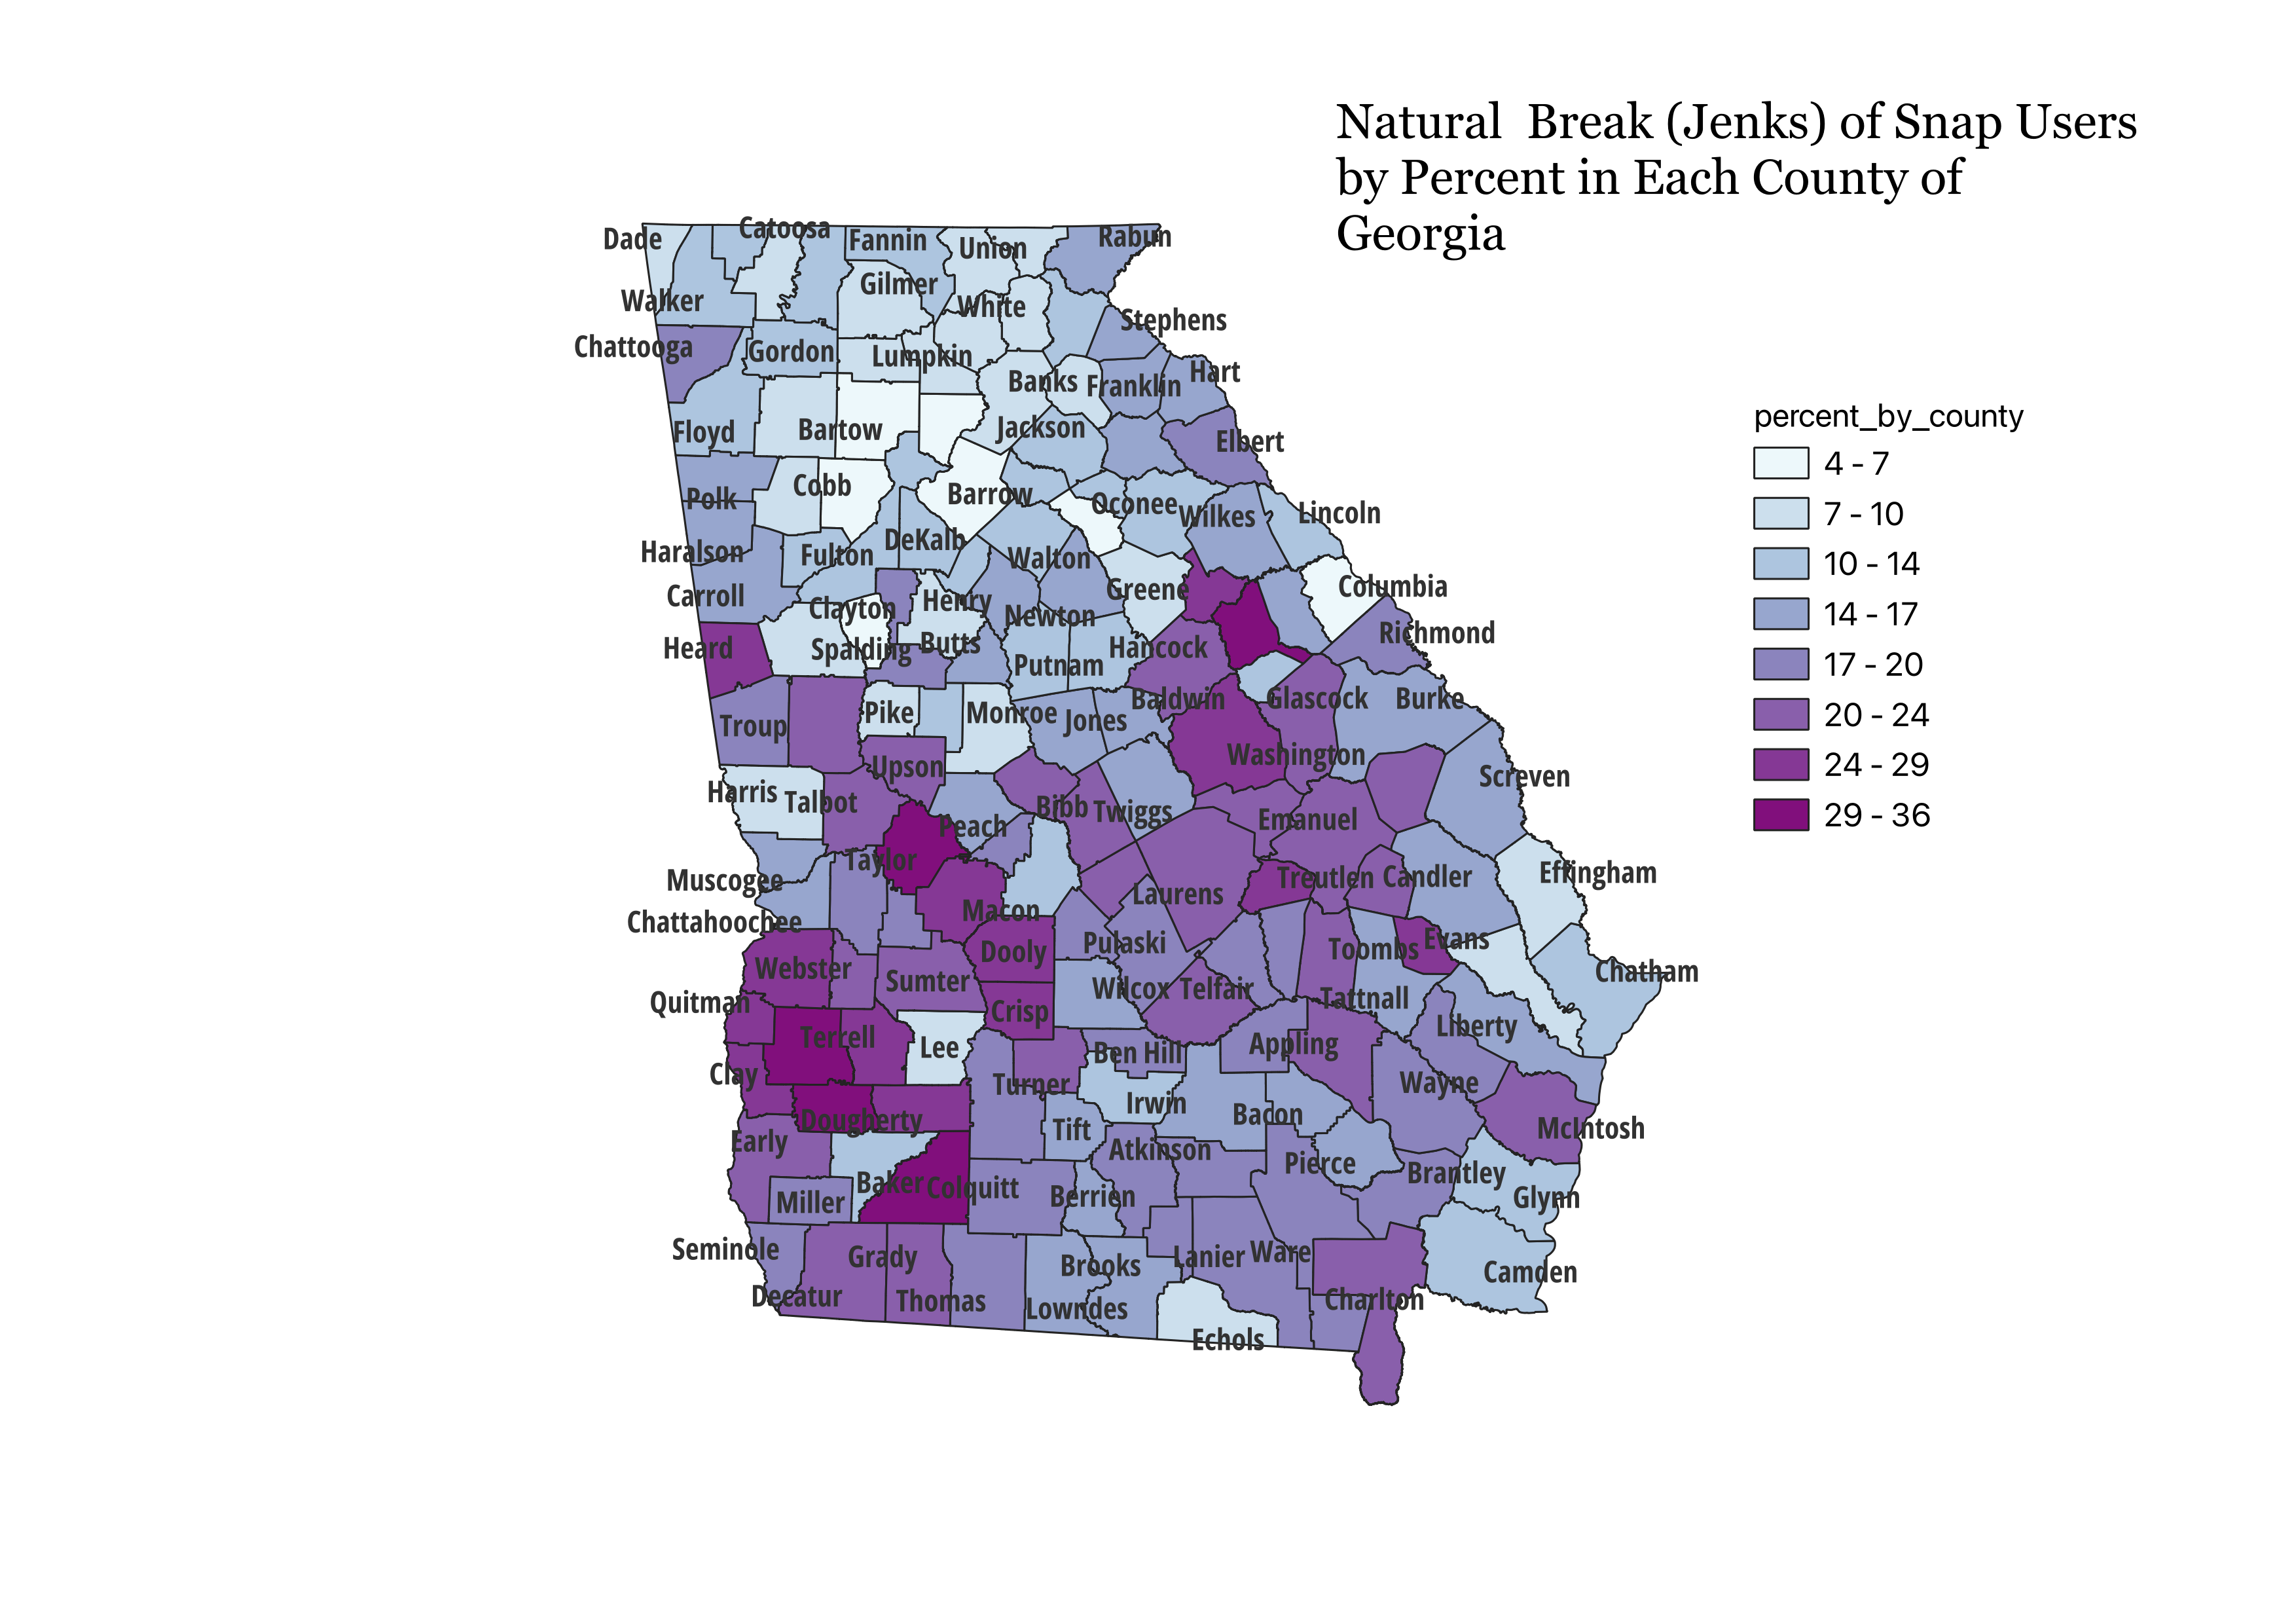 Natural  Break (Jenks) of Snap Users
by Percent in Each County of
Georgia
Dade
Catoosa
Fannin
Union
Rabun
Walker
Gilmer
White
Stephens
Chattooga
Gordon
Lumpkin
Banks
Franklin
Hart
Floyd
Bartow
Jackson
Elbert
Polk
Cobb
Barrow
Oconee
Wilkes
Lincoln
Haralson
Fulton
DeKalb
Walton
Carroll
Clayton
Henry
Newton
Greene
Columbia
Heard
Spalding
Butts
Putnam
Hancock
Richmond
Troup
Pike
Monroe
Jones
Baldwin
Glascock
Burke
Harris
Talbot
Upson
Washington
Screven
Bibb
Twiggs
Emanuel
Peach
Taylor
Muscogee
Macon
Laurens
Treutlen
Candler
Effingham
Chattahoochee
Webster
Sumter
Dooly
Pulaski
Toombs
Evans
Chatham
Quitman
Crisp
Wilcox
Telfair
Tattnall
Terrell
Lee
Ben Hill
Appling
Liberty
Clay
Turner
Irwin
Bacon
Wayne
McIntosh
Dougherty
Early
Tift
Atkinson
Pierce
Brantley
Miller
Baker
Colquitt
Berrien
Glynn
Seminole
Grady
Brooks
Lanier
Ware
Camden
Decatur
Thomas
Lowndes
Charlton
Echols
percent_by_county
4 - 7
7 - 10
10 - 14
14 - 17
17 - 20
20 - 24
24 - 29
29 - 36